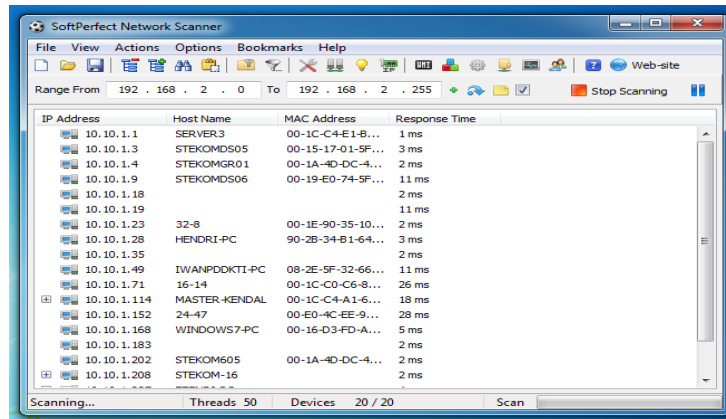 SoftPerfect Network Scanner
File View Actions Options Bookmarks Help
Web-site
Range From 192 . 168 . 2 . 0 To 192 . 168 . 2 . 255 Stop Scanning
IP Address Host Name MAC Address Response Time
10.10.1.1 SERVER3 00-1C-C4-E1-B... 1 ms
10.10.1.3 STEKOMDS05 00-15-17-01-5F... 3 ms
10.10.1.4 STEKOMGR01 00-1A-4D-DC-4... 2 ms
10.10.1.9 STEKOMDS06 00-19-E0-74-5F... 11 ms
10.10.1.18 2 ms
10.10.1.19 11 ms
10.10.1.23 32-8 00-1E-90-35-10... 2 ms
10.10.1.28 HENDRI-PC 90-2B-34-B1-64... 3 ms
10.10.1.35 2 ms
10.10.1.49 IWANPDDKTI-PC 08-2E-5F-32-66... 11 ms
10.10.1.71 16-14 00-1C-C0-C6-8... 26 ms
10.10.1.114 MASTER-KENDAL 00-1C-C4-A1-6... 18 ms
10.10.1.152 24-47 00-E0-4C-EE-9... 28 ms
10.10.1.168 WINDOWS7-PC 00-16-D3-FD-A... 5 ms
10.10.1.183 2 ms
10.10.1.202 STEKOM605 00-1A-4D-DC-4... 2 ms
10.10.1.208 STEKOM-16 2 ms
Scanning... Threads 50 Devices 20 / 20 Scan